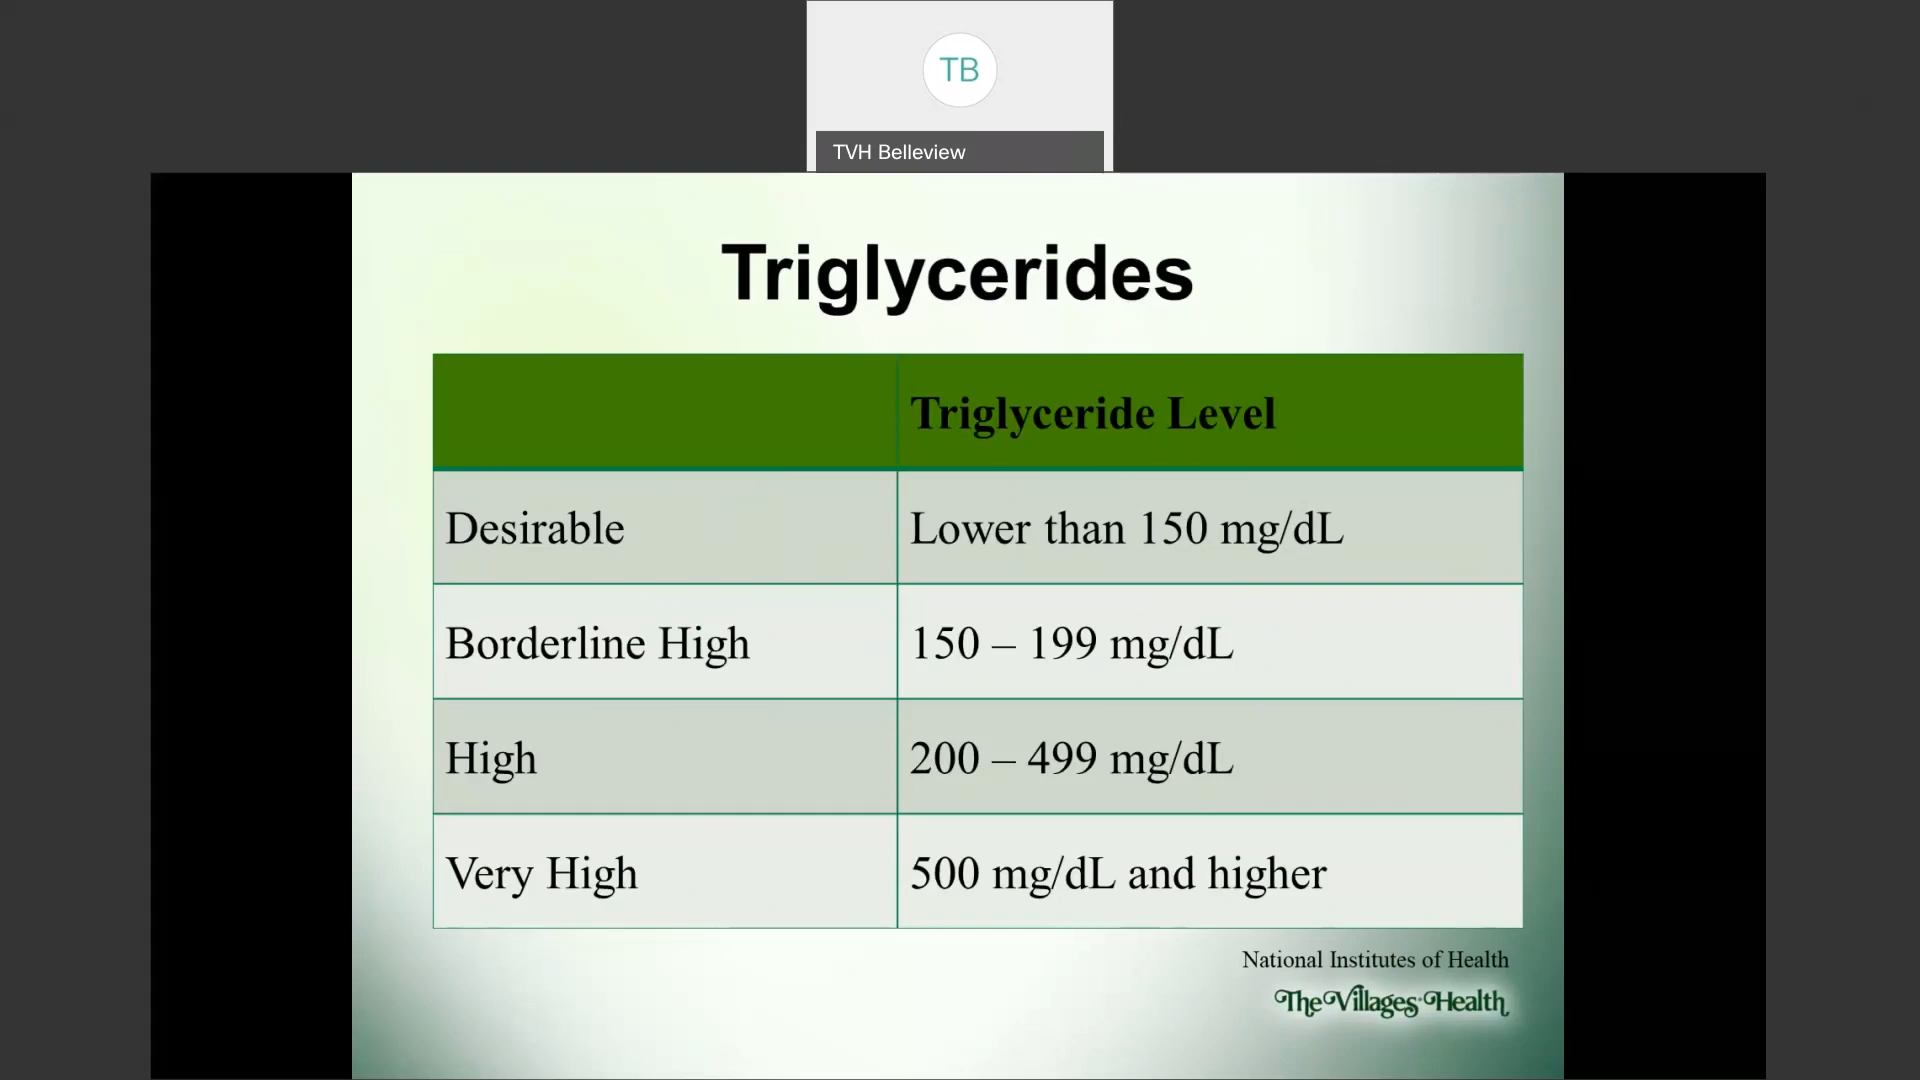 TB
TVH Belleview
Triglycerides
Triglyceride Level
Desirable
Lower than 150 mg/dL
Borderline High
150 – 199 mg/dL
High
200 – 499 mg/dL
Very High
500 mg/dL and higher
National Institutes of Health
The Villages Health